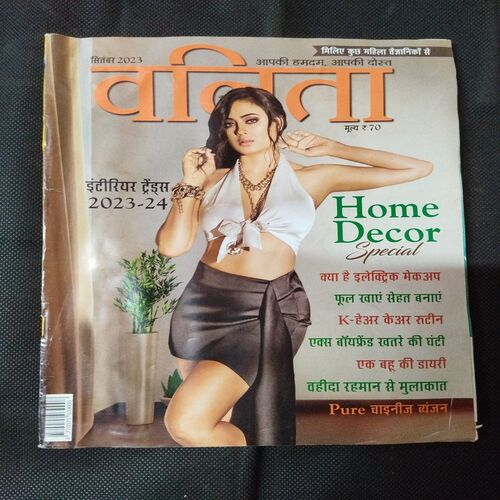 मिलिए कुछ महिला वैज्ञानिकों से
सितंबर 2023
आपकी हमदम, आपकी दोस्त
वनिता
मूल्य ₹ 70
इंटीरियर ट्रेंड्स
2023-24
Home
Decor
Special
क्या है इलेक्ट्रिक मेकअप
फूल खाएं सेहत बनाएं
K-हेअर केअर रूटीन
एक्स बॉयफ्रेंड खतरे की घंटी
एक बहू की डायरी
वहीदा रहमान से मुलाकात
Pure चाइनीज व्यंजन